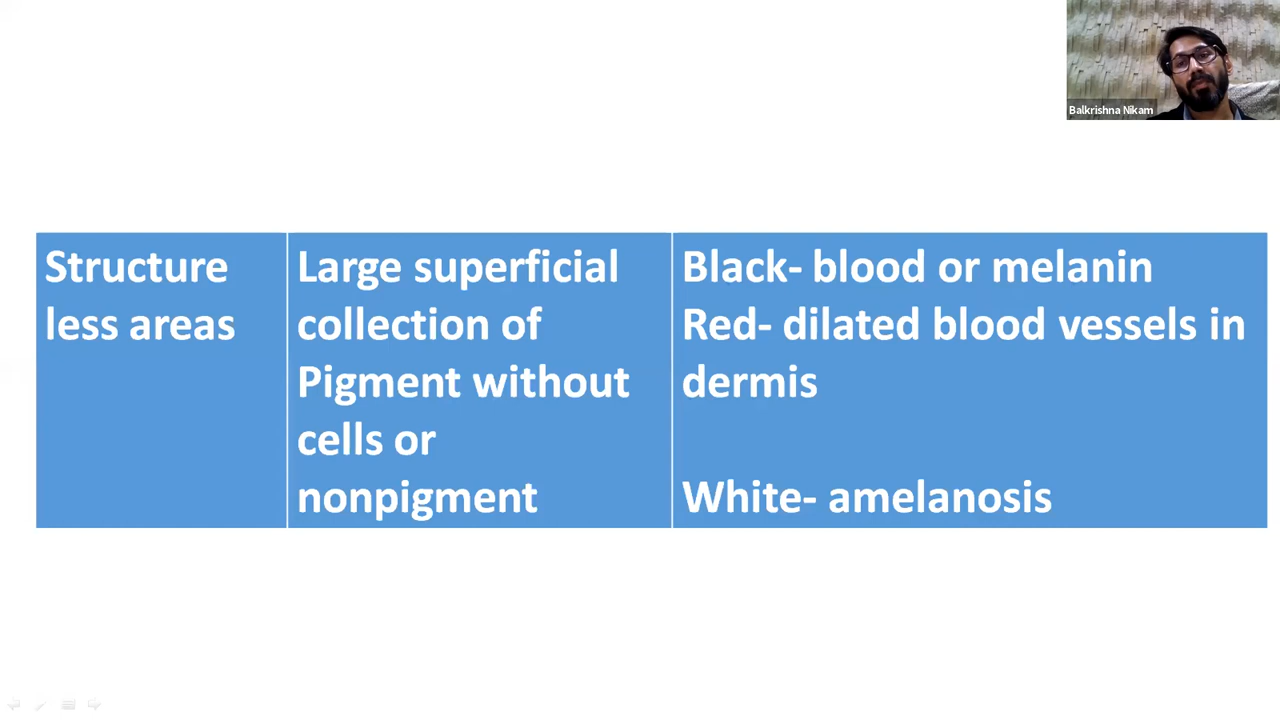 Balkrishna Nikam
Structure
less areas
Large superficial
collection of
Pigment without
cells or
nonpigment
Black- blood or melanin
Red- dilated blood vessels in
dermis
White- amelanosis